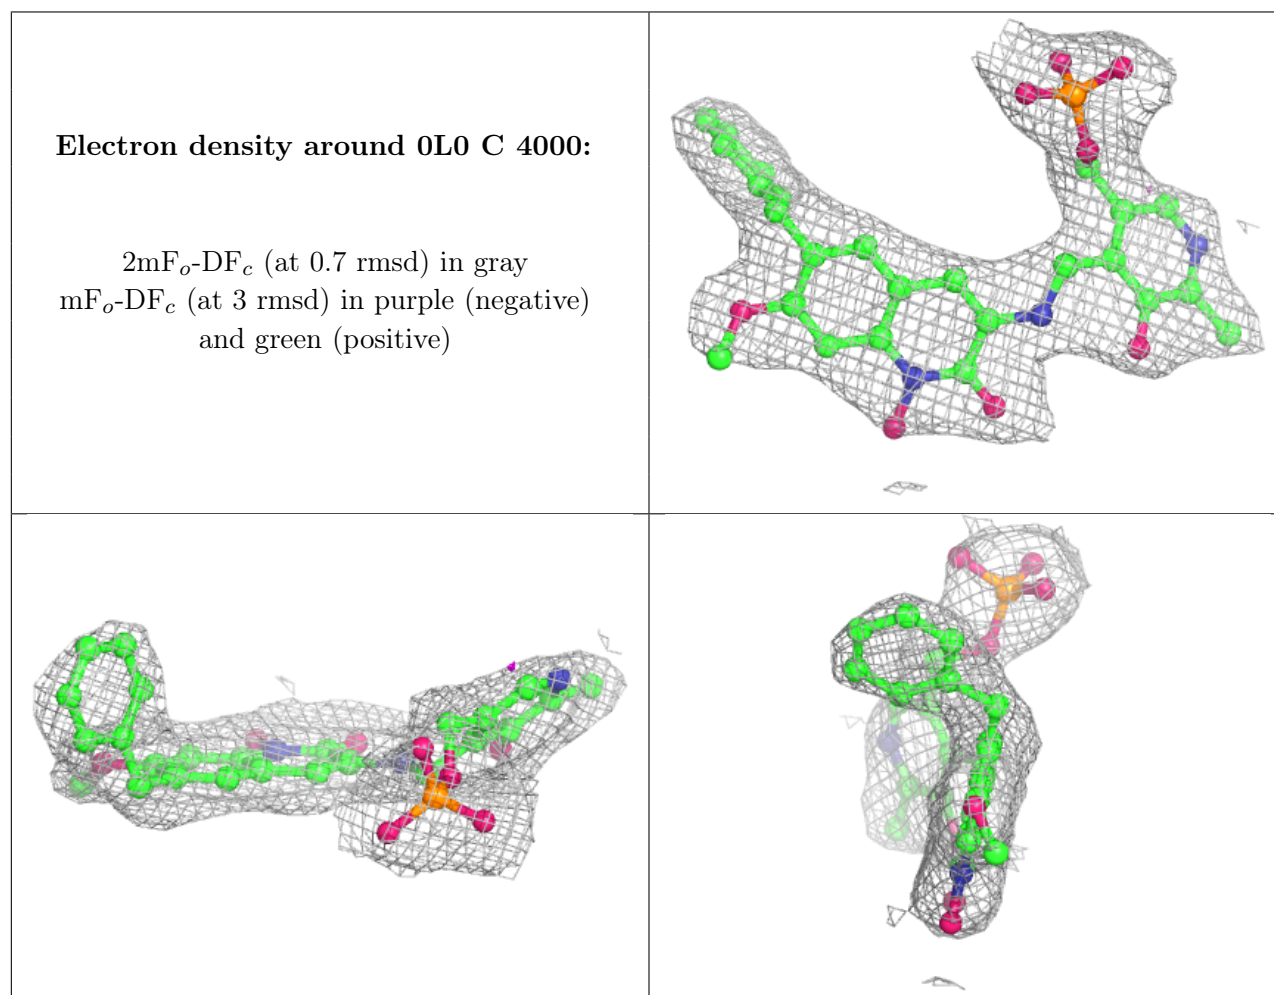 Electron density around 0L0 C 4000:
2mFo-DFc (at 0.7 rmsd) in gray
mFo-DFc (at 3 rmsd) in purple (negative)
and green (positive)